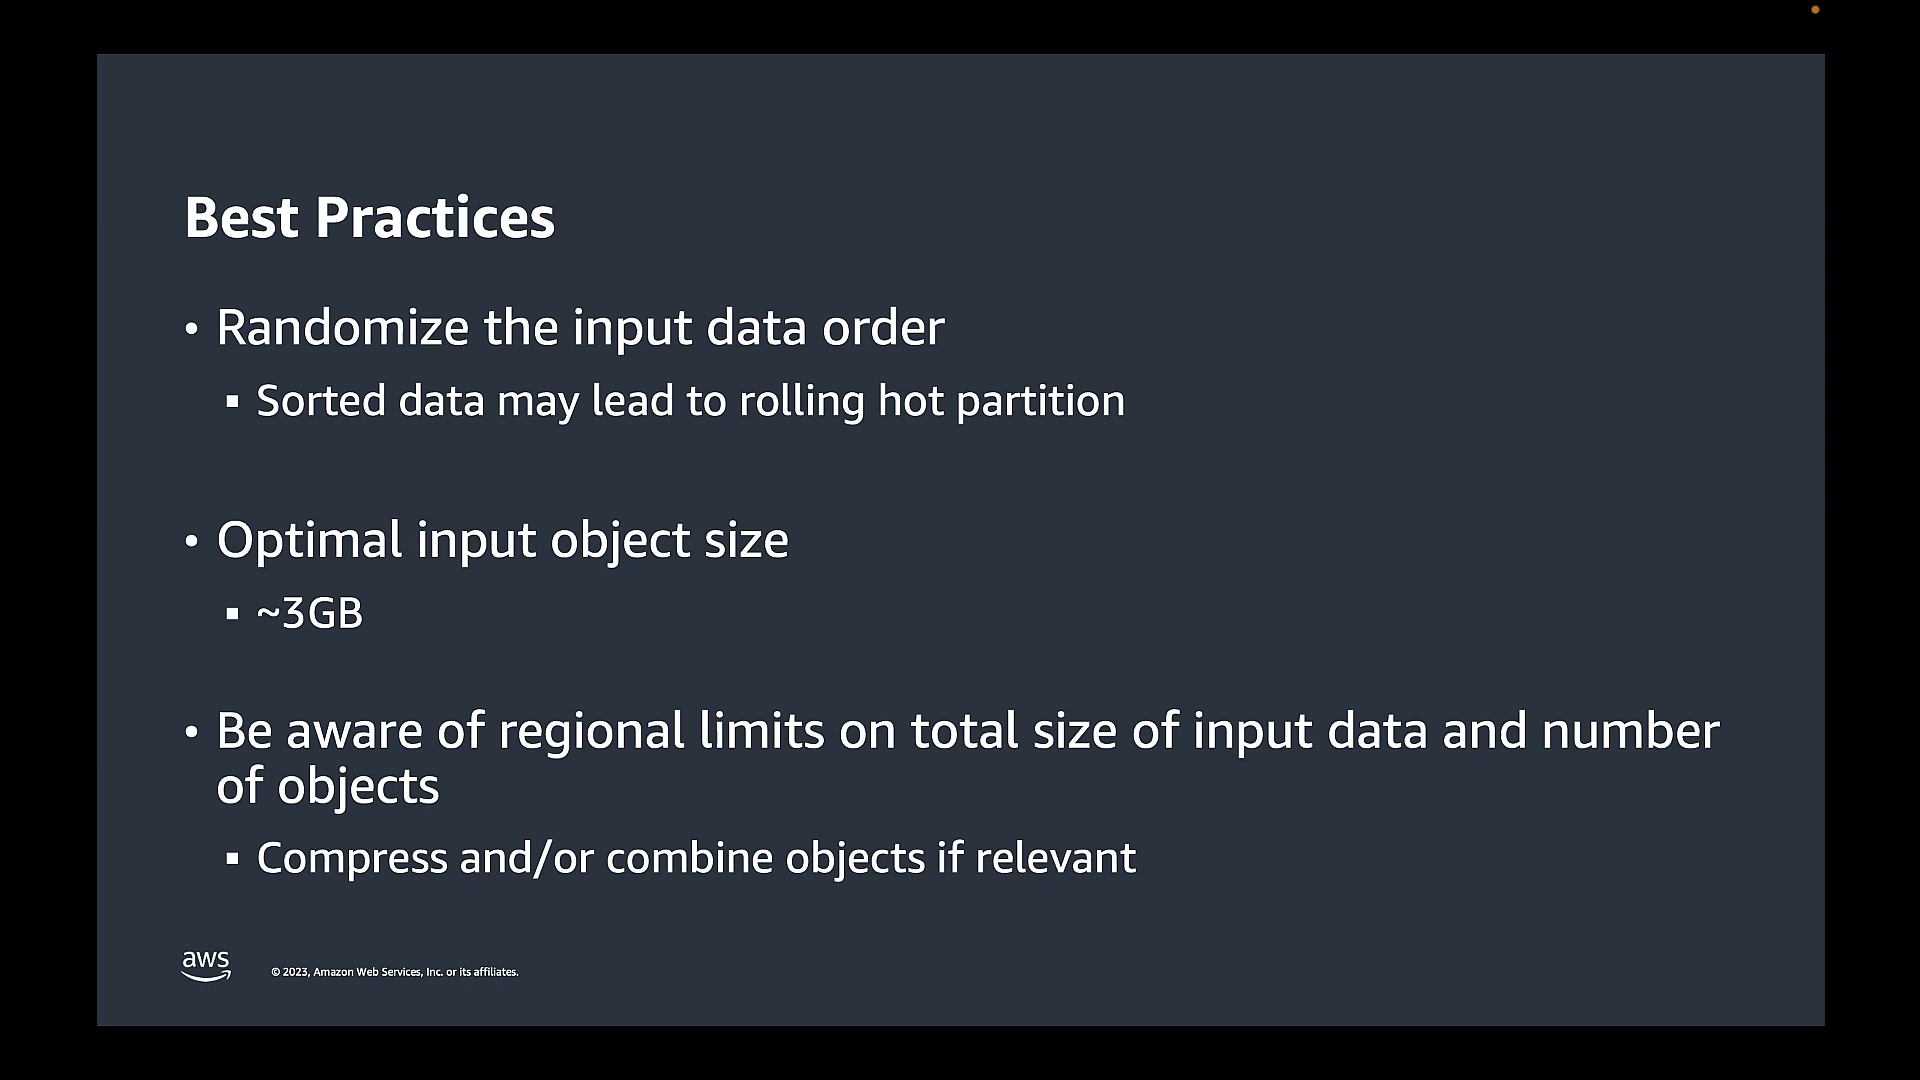 Best Practices
• Randomize the input data order
▪ Sorted data may lead to rolling hot partition
• Optimal input object size
▪ ~3GB
• Be aware of regional limits on total size of input data and number
of objects
▪ Compress and/or combine objects if relevant
aws
© 2023, Amazon Web Services, Inc. or its affiliates.